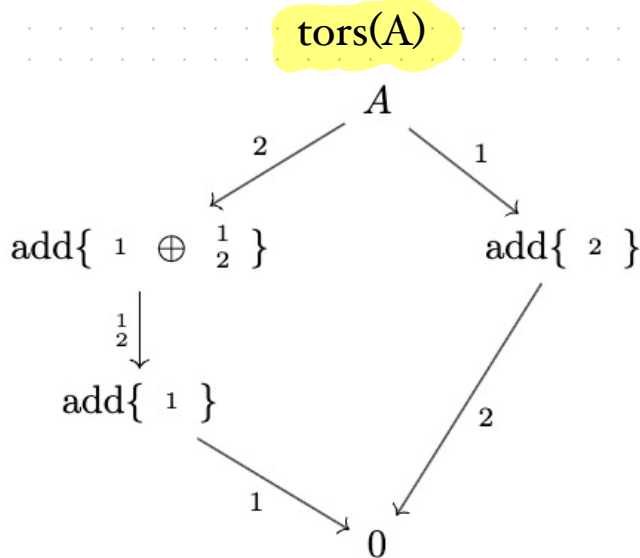 tors(A)
A
2 1
add{ 1 ⊕ 1 2 } add{ 2 }
1 2
add{ 1 } 2
1
0